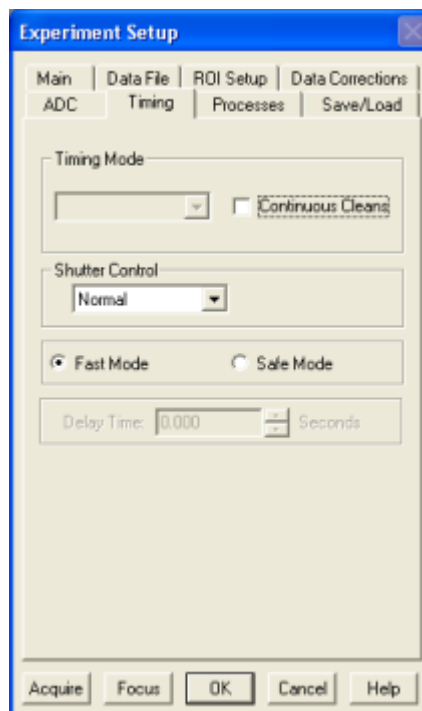 Experiment Setup
Main Data File ROI Setup Data Corrections
ADC Timing Processes Save/Load
Timing Mode
Continuous Cleans
Shutter Control
Normal
Fast Mode Safe Mode
Delay Time: 0.000 Seconds
Acquire Focus OK Cancel Help